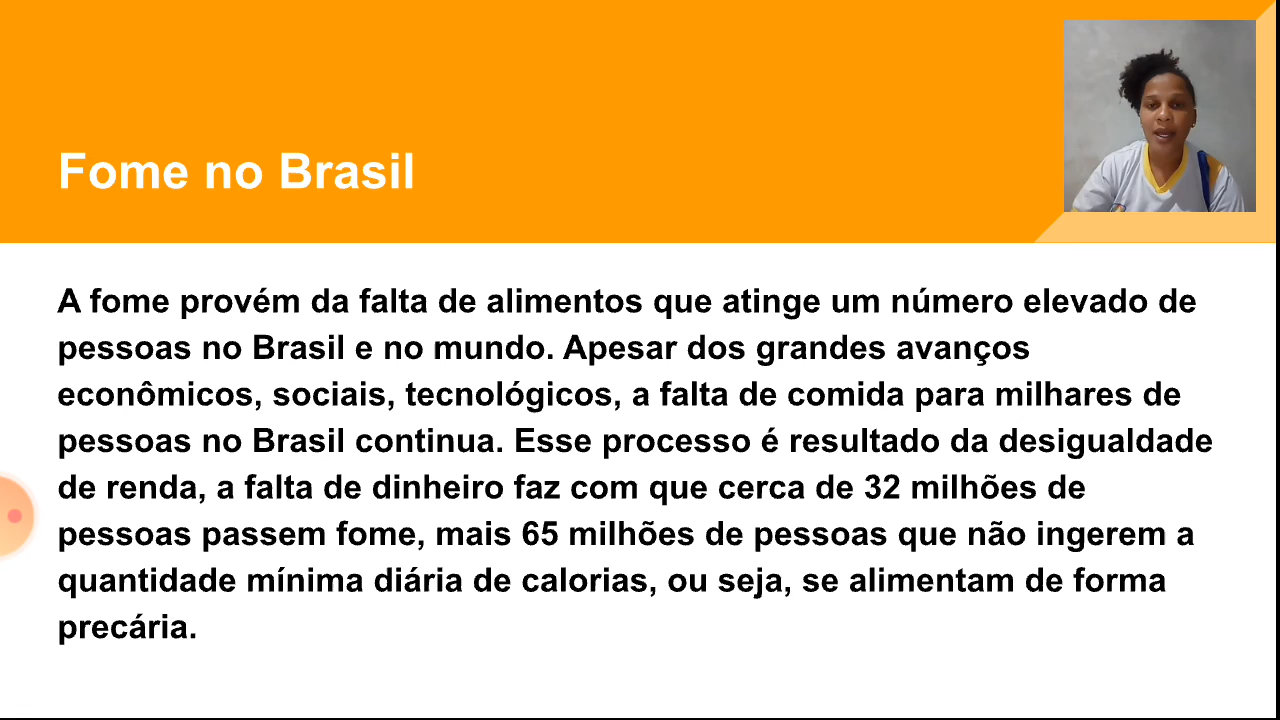 Fome no Brasil
A fome provém da falta de alimentos que atinge um número elevado de
pessoas no Brasil e no mundo. Apesar dos grandes avanços
econômicos, sociais, tecnológicos, a falta de comida para milhares de
pessoas no Brasil continua. Esse processo é resultado da desigualdade
de renda, a falta de dinheiro faz com que cerca de 32 milhões de
pessoas passem fome, mais 65 milhões de pessoas que não ingerem a
quantidade mínima diária de calorias, ou seja, se alimentam de forma
precária.